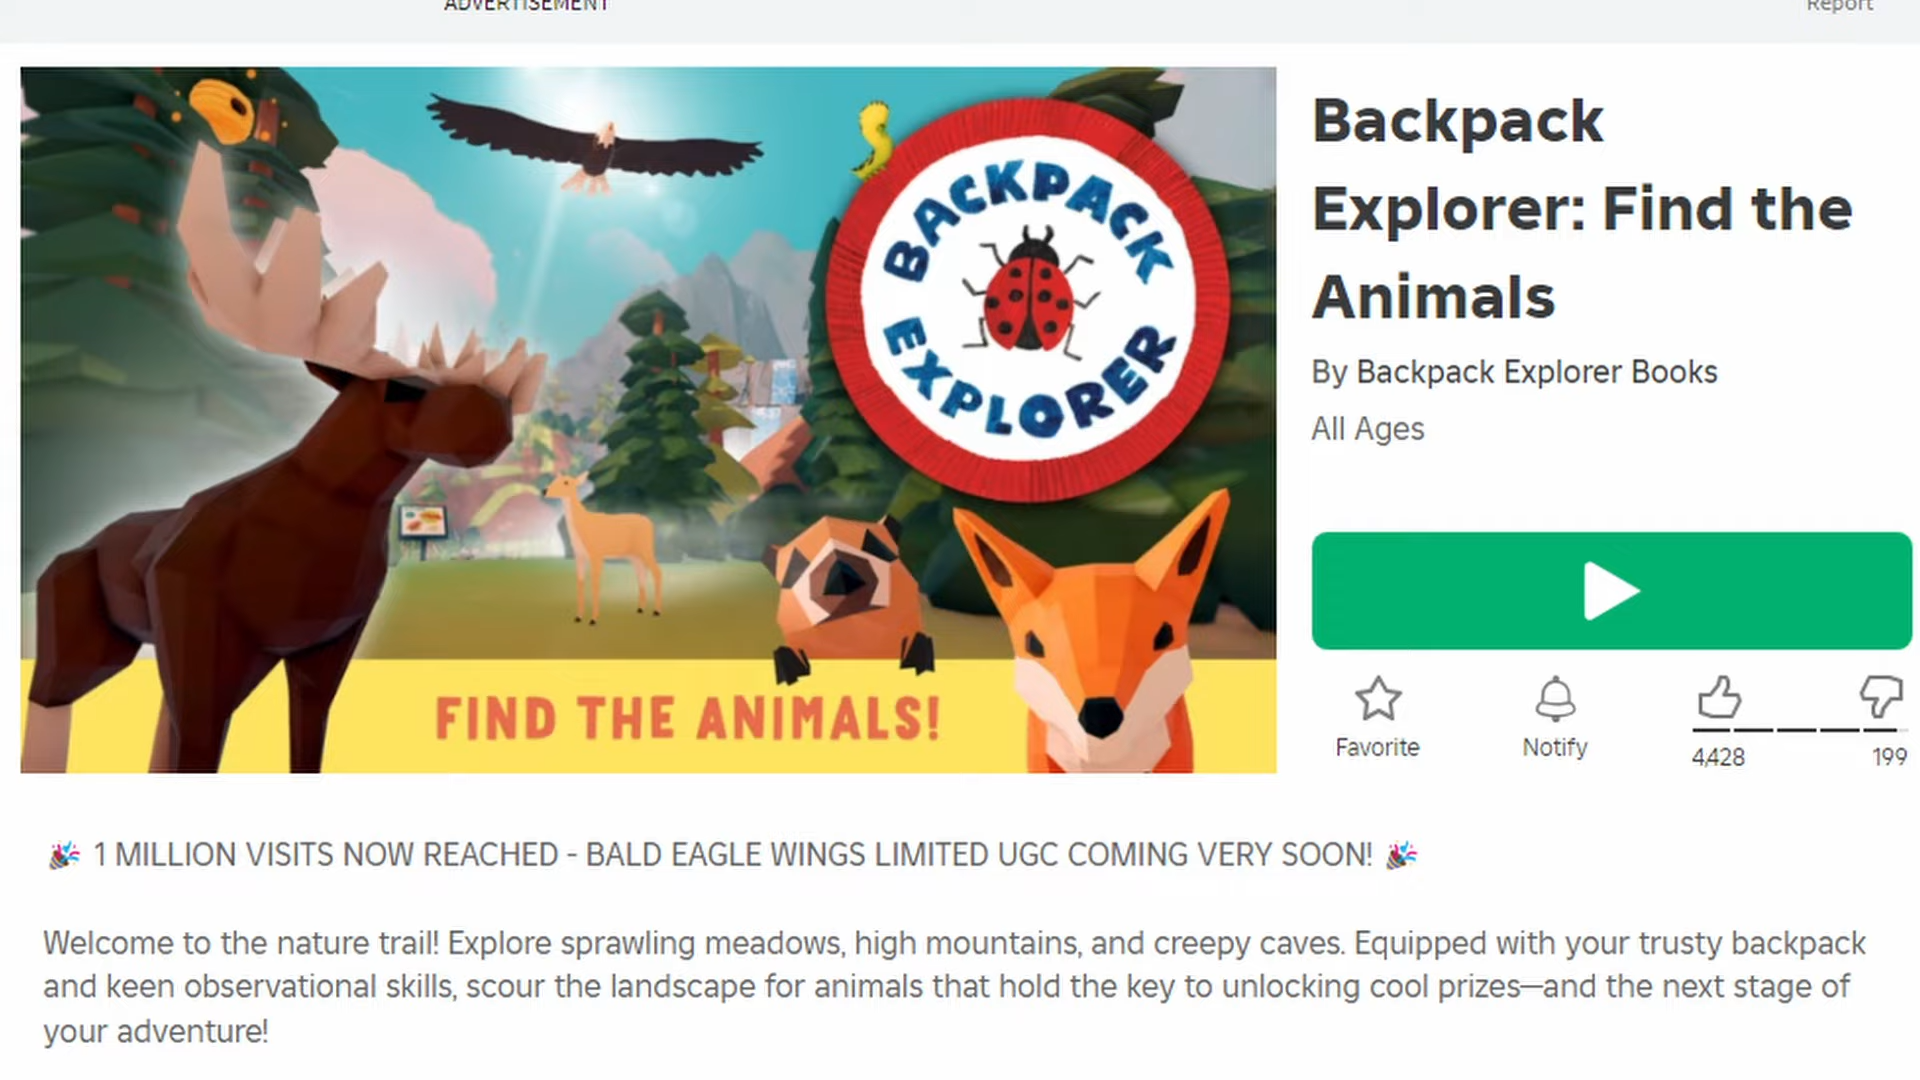 ADVERTISEMENT
Report
BACKPACK
EXPLORER
FIND THE ANIMALS!
Backpack
Explorer: Find the
Animals
By Backpack Explorer Books
All Ages
Favorite
Notify
4,428
199
1 MILLION VISITS NOW REACHED - BALD EAGLE WINGS LIMITED UGC COMING VERY SOON!
Welcome to the nature trail! Explore sprawling meadows, high mountains, and creepy caves. Equipped with your trusty backpack
and keen observational skills, scour the landscape for animals that hold the key to unlocking cool prizes—and the next stage of
your adventure!